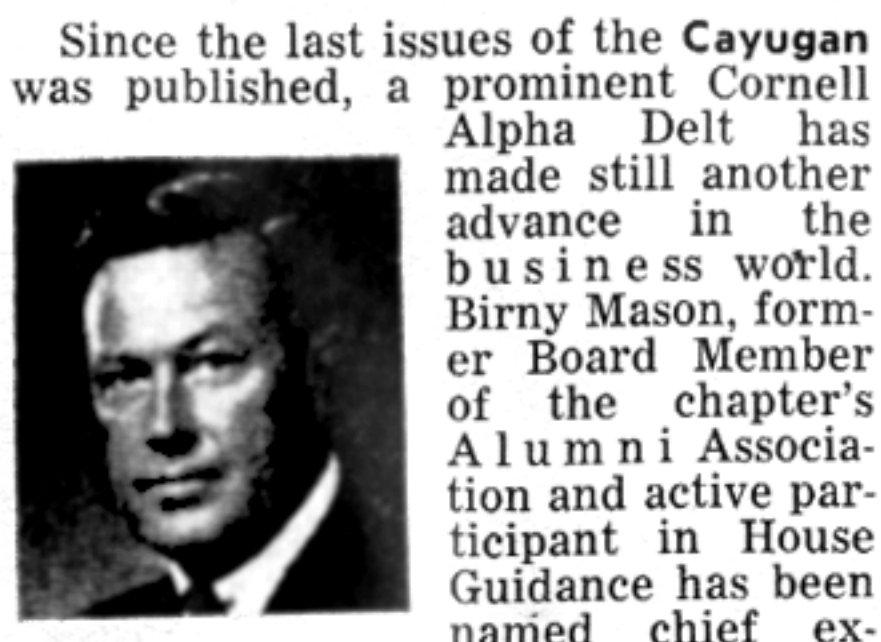 Since the last issues of the Cayugan
was published, a prominent Cornell
Alpha Delt has
made still another
advance in the
business world.
Birny Mason, form-
er Board Member
of the chapter's
Alumni Associa-
tion and active par-
ticipant in House
Guidance has been
named chief ex-